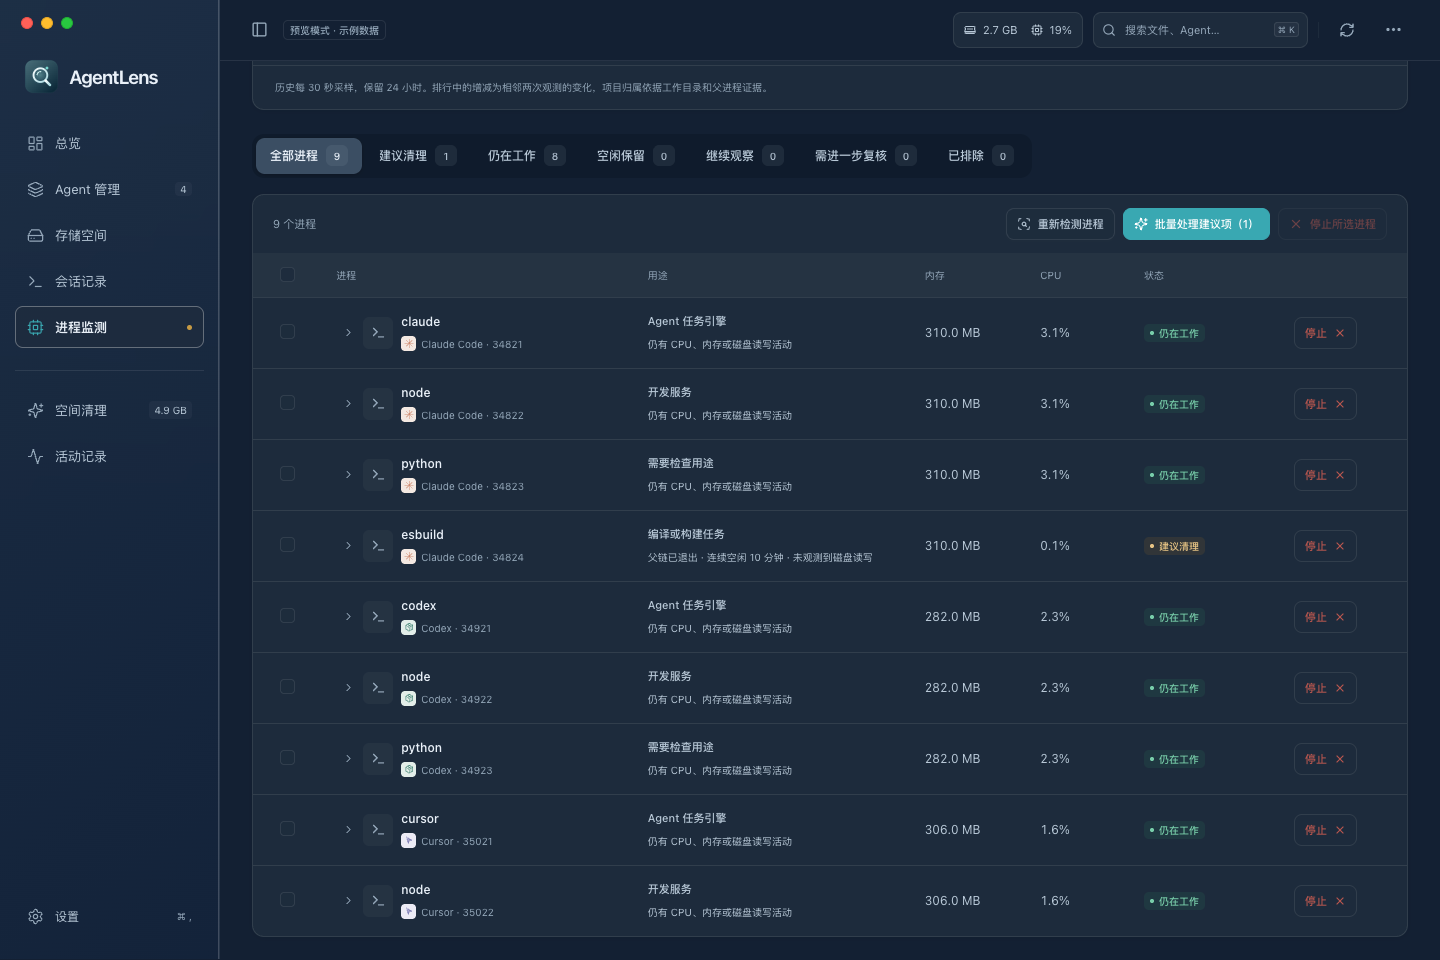 预览模式 · 示例数据
2.7 GB
19%
搜索文件、Agent...
⌘ K
AgentLens
总览
Agent 管理
4
存储空间
会话记录
进程监测
空间清理
4.9 GB
活动记录
设置
⌘ ,
历史每 30 秒采样，保留 24 小时。排行中的增减为相邻两次观测的变化，项目归属依据工作目录和父进程证据。
全部进程 9
建议清理 1
仍在工作 8
空闲保留 0
继续观察 0
需进一步复核 0
已排除 0
9 个进程
重新检测进程
批量处理建议项（1）
停止所选进程
进程 用途 内存 CPU 状态
claude
Claude Code · 34821
Agent 任务引擎
仍有 CPU、内存或磁盘读写活动
310.0 MB
3.1%
仍在工作
停止
node
Claude Code · 34822
开发服务
仍有 CPU、内存或磁盘读写活动
310.0 MB
3.1%
仍在工作
停止
python
Claude Code · 34823
需要检查用途
仍有 CPU、内存或磁盘读写活动
310.0 MB
3.1%
仍在工作
停止
esbuild
Claude Code · 34824
编译或构建任务
父链已退出 · 连续空闲 10 分钟 · 未观测到磁盘读写
310.0 MB
0.1%
建议清理
停止
codex
Codex · 34921
Agent 任务引擎
仍有 CPU、内存或磁盘读写活动
282.0 MB
2.3%
仍在工作
停止
node
Codex · 34922
开发服务
仍有 CPU、内存或磁盘读写活动
282.0 MB
2.3%
仍在工作
停止
python
Codex · 34923
需要检查用途
仍有 CPU、内存或磁盘读写活动
282.0 MB
2.3%
仍在工作
停止
cursor
Cursor · 35021
Agent 任务引擎
仍有 CPU、内存或磁盘读写活动
306.0 MB
1.6%
仍在工作
停止
node
Cursor · 35022
开发服务
仍有 CPU、内存或磁盘读写活动
306.0 MB
1.6%
仍在工作
停止